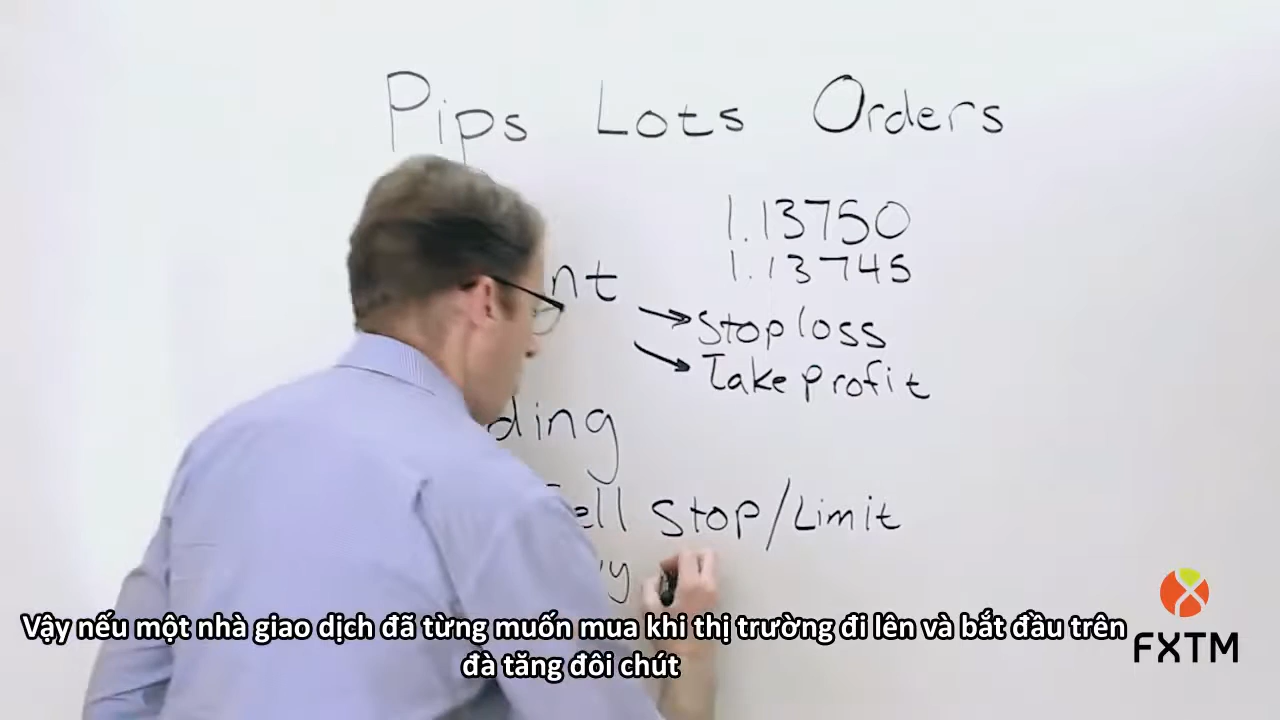 Pips Lots Orders
1.13750
1.13745
nt
Stop loss
Take profit
ding
ell Stop/Limit
y
Vậy nếu một nhà giao dịch đã từng muốn mua khi thị trường đi lên và bắt đầu trên
đà tăng đôi chút
FXTM